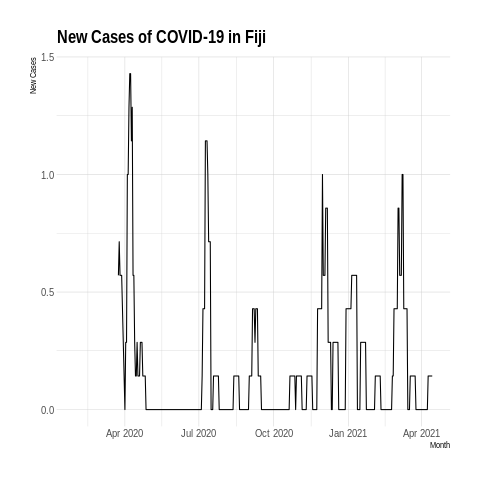 New Cases of COVID-19 in Fiji
New Cases
1.5
1.0
0.5
0.0
Apr 2020 Jul 2020 Oct 2020 Jan 2021 Apr 2021
Month